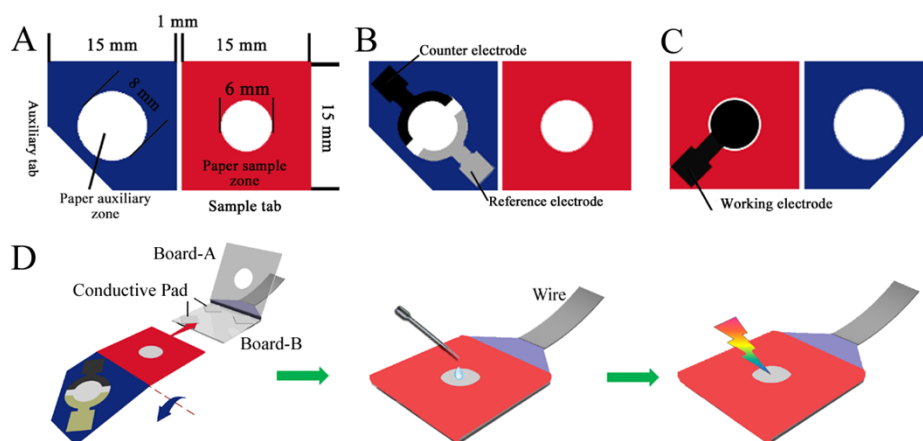 A
15 mm
1 mm
15 mm
8 mm
6 mm
15 mm
Auxiliary tab
Paper auxiliary
zone
Paper sample
zone
Sample tab
B
Counter electrode
Reference electrode
C
Working electrode
D
Board-A
Conductive Pad
Board-B
Wire